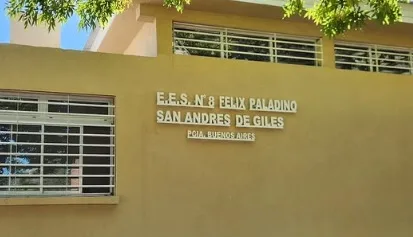 E.E.S. Nº 8 FELIX PALADINO
SAN ANDRES DE GILES
PCIA. BUENOS AIRES